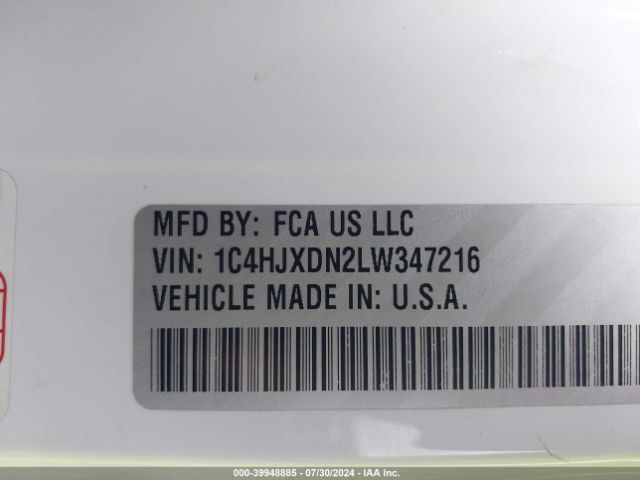 MFD BY: FCA US LLC
VIN: 1C4HJXDN2LW347216
VEHICLE MADE IN: U.S.A.
000-39948885 - 07/30/2024 - IAA Inc.